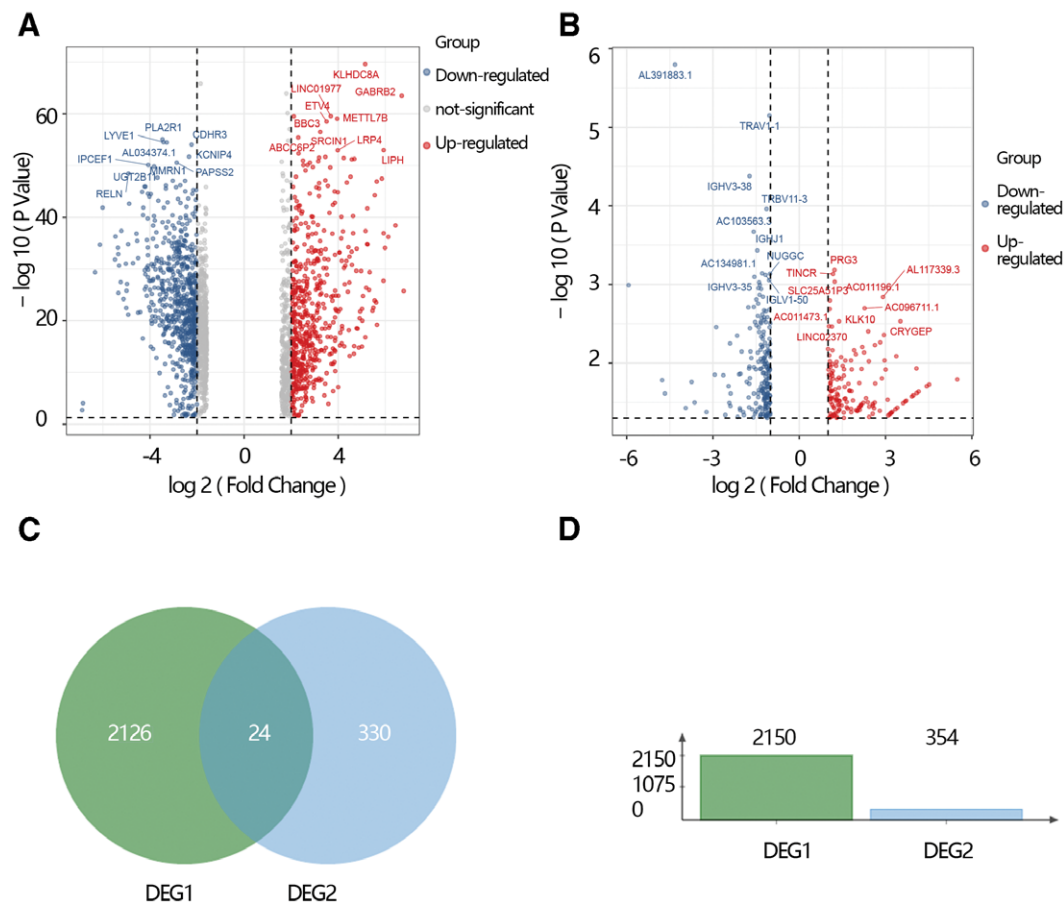 A
B
Group
Down-regulated
not-significant
Up-regulated
KLHDC8A
LINC01977
GABRB2
ETV4
BBC3
METTL7B
PLA2R1
CDHR3
LYVE1
SRCIN1
LRP4
ABCC6P2
AL034374.1
KCNIP4
IPCEF1
LIPH
MMRN1
PAPSS2
UGT2B11
RELN
60
40
20
0
-4
0
4
− log 10 ( P Value)
log 2 ( Fold Change )
AL391883.1
TRAV1-1
IGHV3-38
TRBV11-3
AC103563.3
IGHJ1
NUGGC
PRG3
AC134981.1
TINCR
AL117339.3
IGHV3-35
SLC25A51P3
AC011196.1
IGLV1-50
AC096711.1
AC011473.1
KLK10
CRYGEP
LINC02370
6
5
4
3
2
-6
-3
0
3
6
− log 10 ( P Value)
log 2 ( Fold Change )
Group
Down-
regulated
Up-
regulated
C
D
2126
24
330
DEG1
DEG2
2150
354
2150
1075
0
DEG1
DEG2